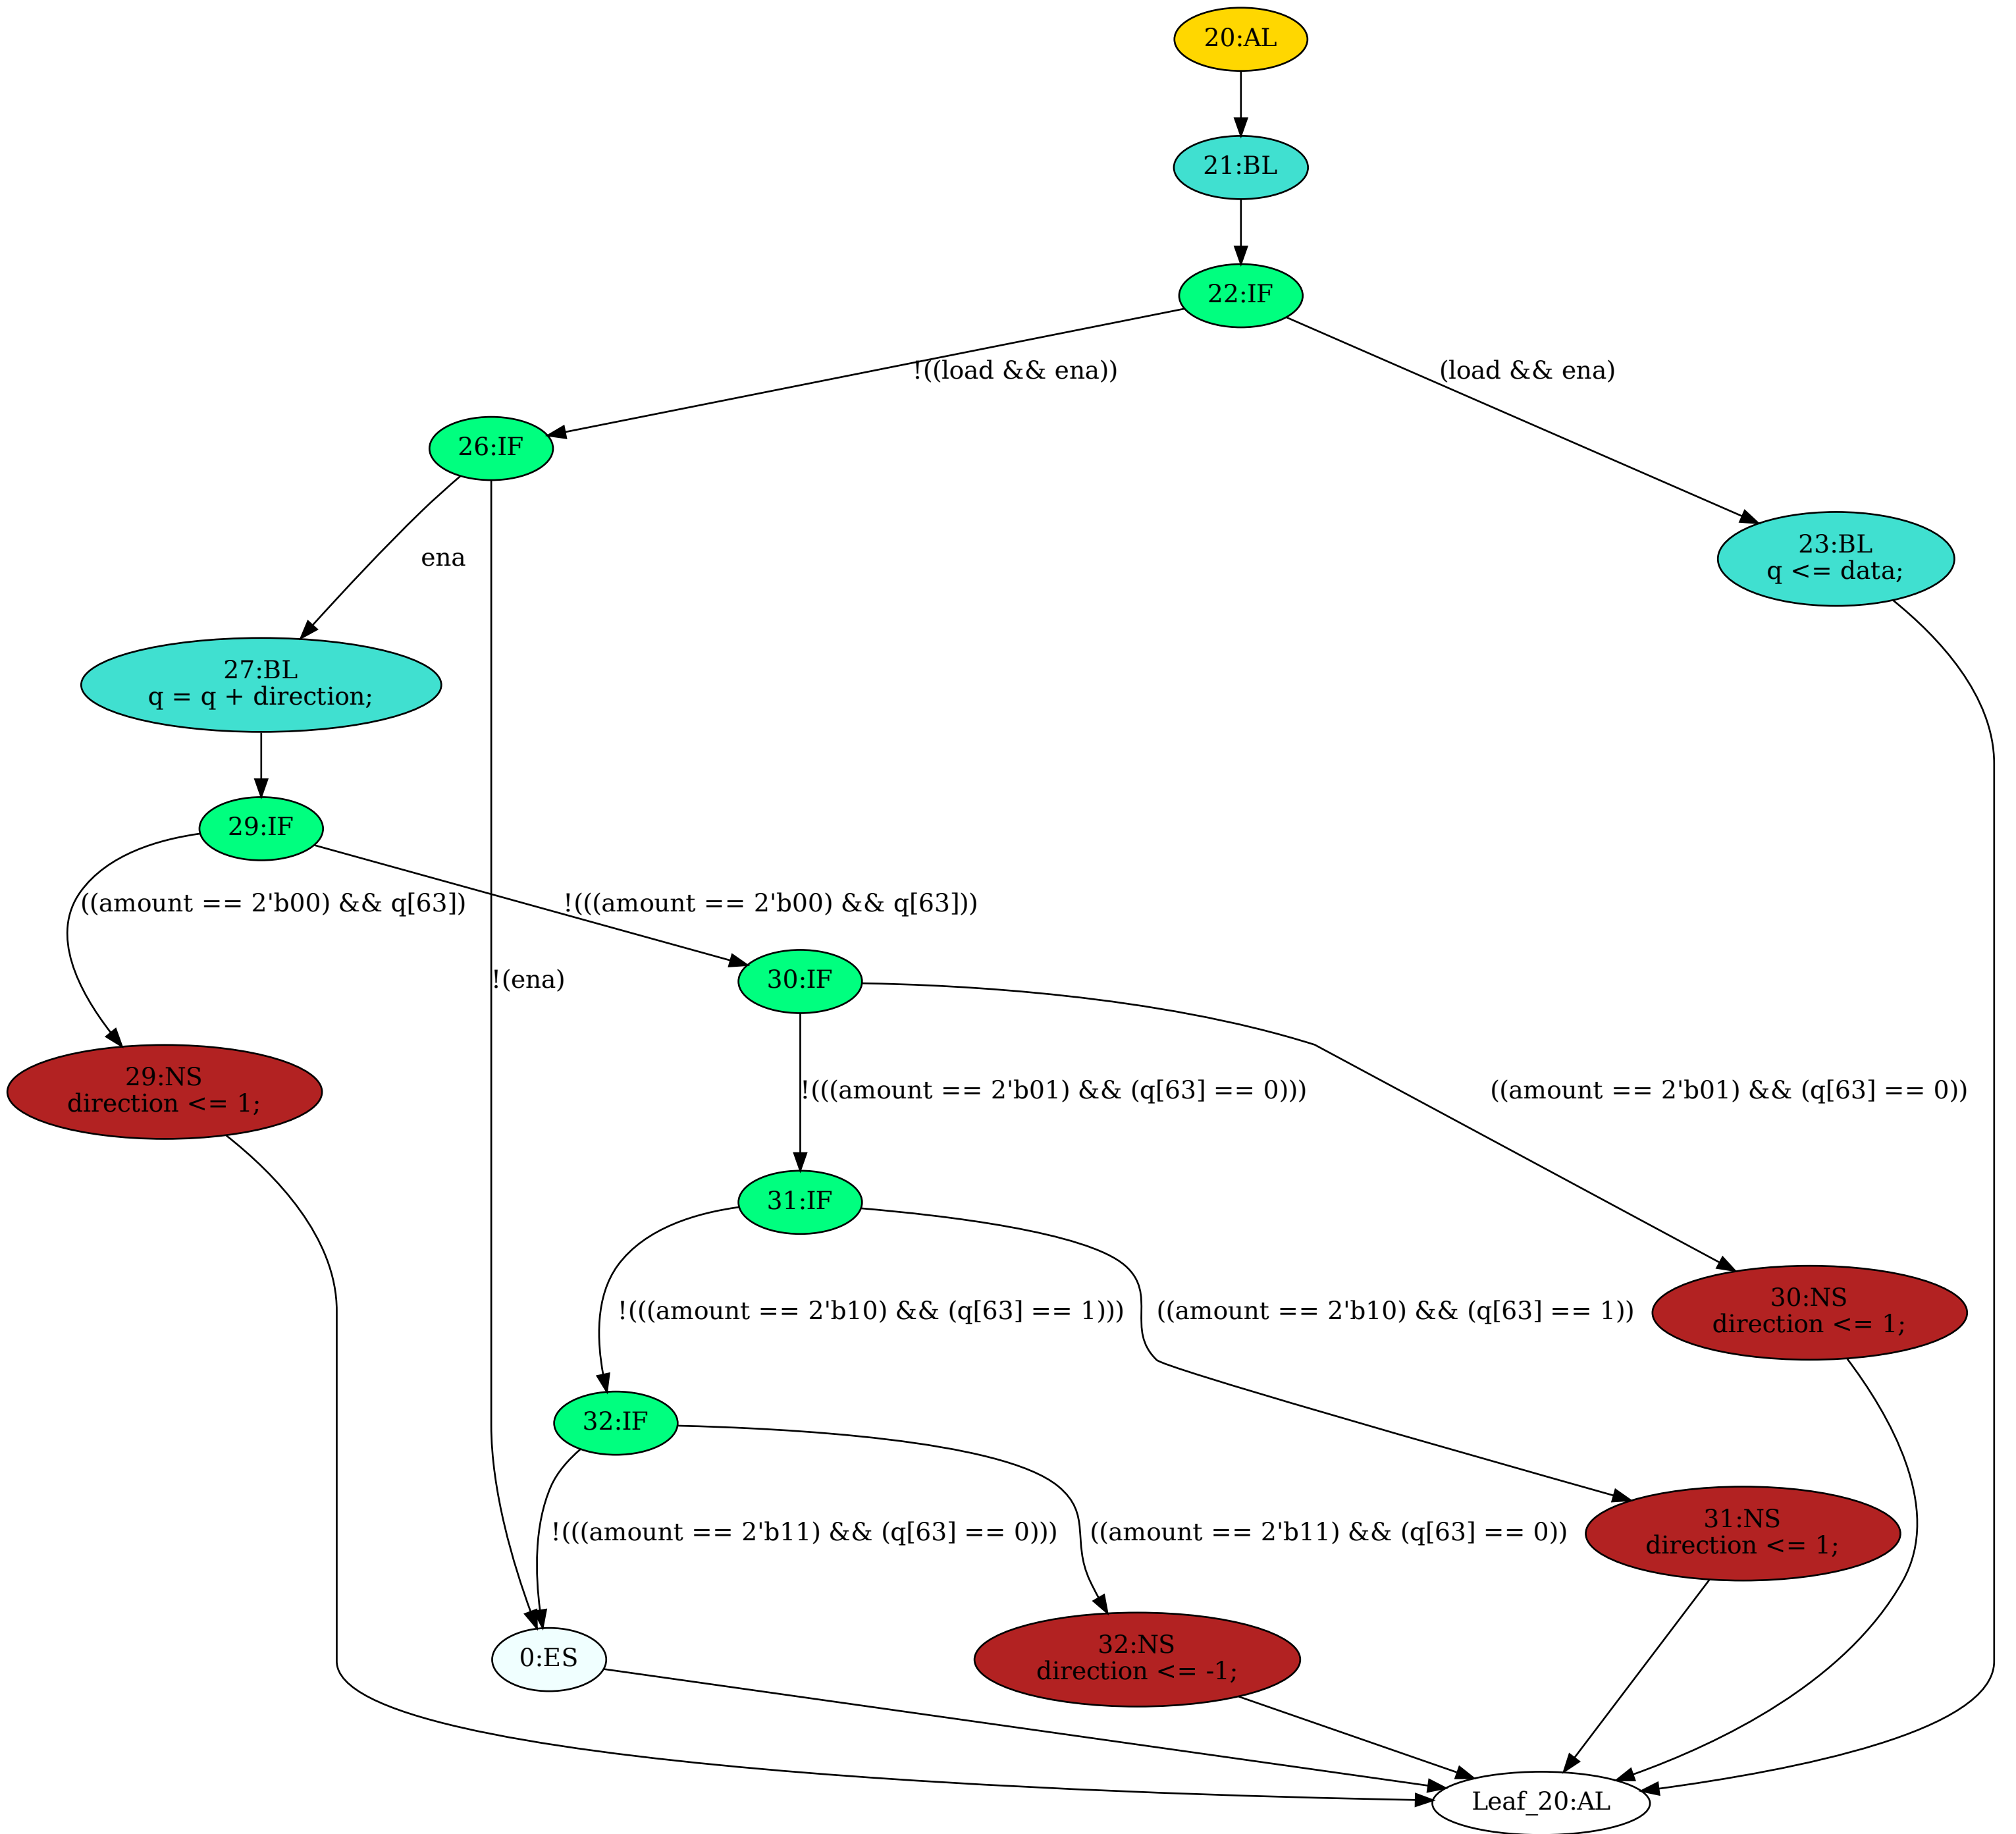 20:AL
21:BL
22:IF
!((load && ena))
(load && ena)
26:IF
23:BL
q <= data;
ena
27:BL
q = q + direction;
29:IF
((amount == 2'b00) && q[63])
!(((amount == 2'b00) && q[63]))
!(ena)
30:IF
29:NS
direction <= 1;
!(((amount == 2'b01) && (q[63] == 0)))
((amount == 2'b01) && (q[63] == 0))
31:IF
!(((amount == 2'b10) && (q[63] == 1)))
((amount == 2'b10) && (q[63] == 1))
30:NS
direction <= 1;
32:IF
!(((amount == 2'b11) && (q[63] == 0)))
((amount == 2'b11) && (q[63] == 0))
31:NS
direction <= 1;
0:ES
32:NS
direction <= -1;
Leaf_20:AL